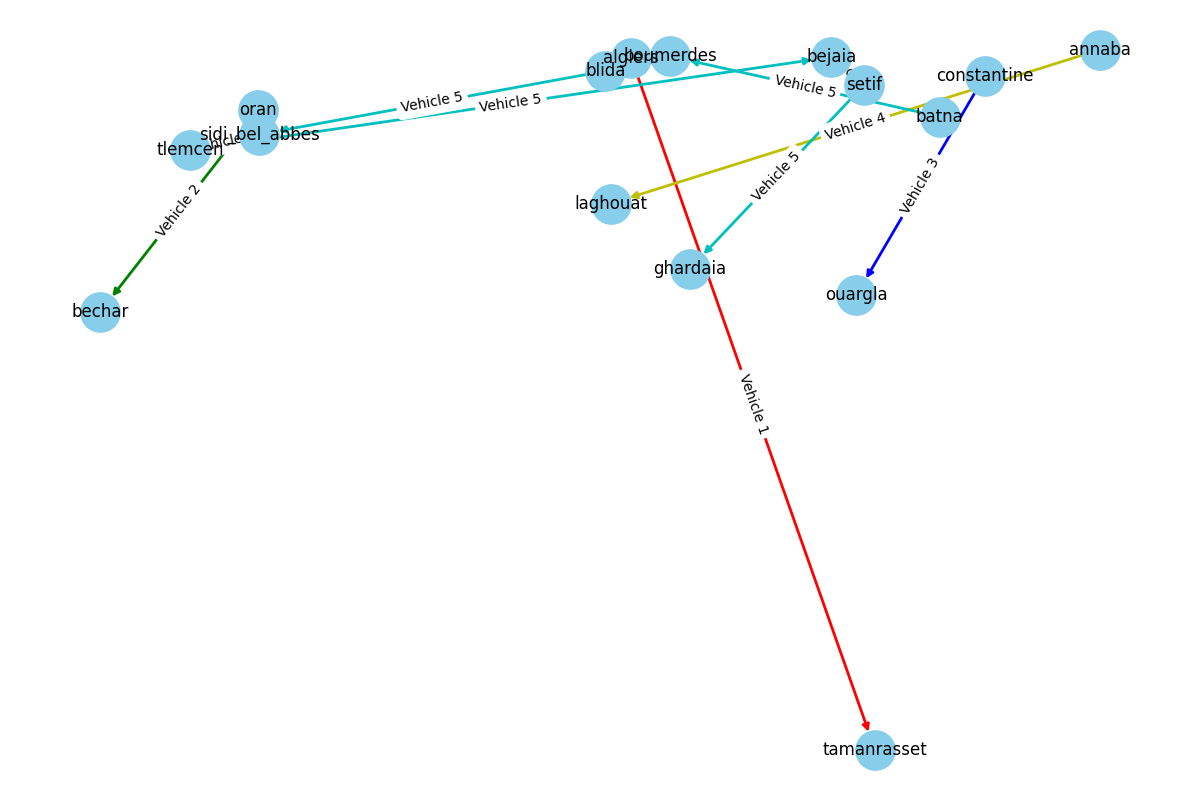 annaba
algiers
boumerdes
bejaia
blida
constantine
setif
Vehicle 5
Vehicle 5
Vehicle 5
oran
batna
Vehicle 4
sidi_bel_abbes
tlemcen
Vehicle 5
Vehicle 3
Vehicle 2
laghouat
ghardaia
ouargla
bechar
Vehicle 1
tamanrasset